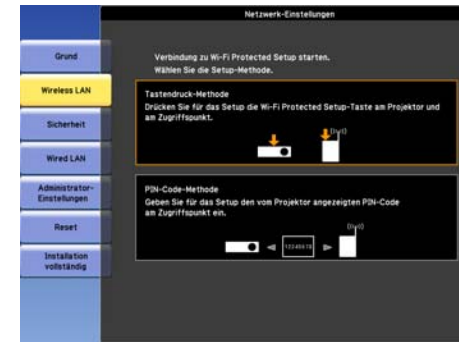 Netzwerk-Einstellungen
Grund
Wireless LAN
Sicherheit
Wired LAN
Administrator-
Einstellungen
Reset
Installation
vollständig
Verbindung zu Wi-Fi Protected Setup starten.
Wählen Sie die Setup-Methode.
Tastendruck-Methode
Drücken Sie für das Setup die Wi-Fi Protected Setup-Taste am Projektor und
am Zugriffspunkt.
PIN-Code-Methode
Geben Sie für das Setup den vom Projektor angezeigten PIN-Code
am Zugriffspunkt ein.
12345678